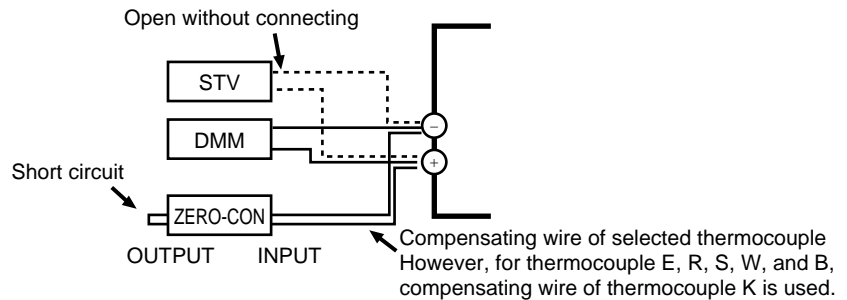 Open without connecting
STV
−
DMM
+
Short circuit
ZERO-CON
OUTPUT INPUT
Compensating wire of selected thermocouple
However, for thermocouple E, R, S, W, and B,
compensating wire of thermocouple K is used.